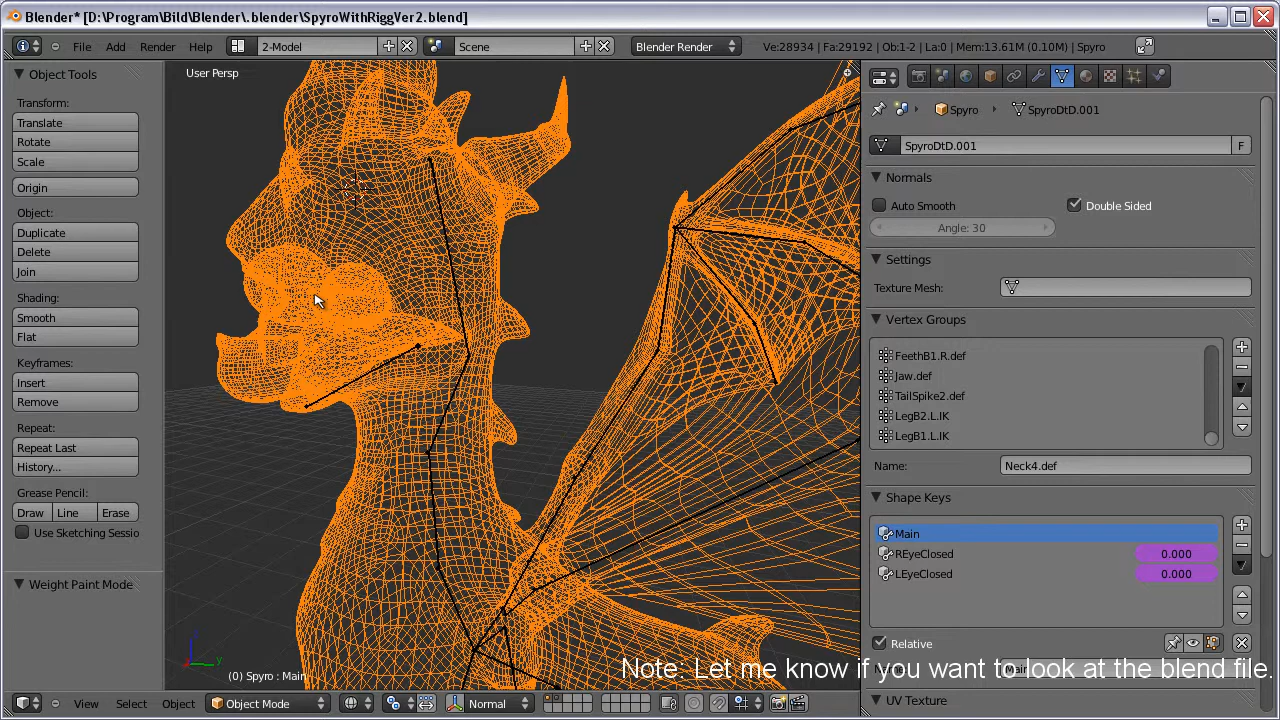 Blender* [D:\Program\Bild\Blender\.blender\SpyroWithRiggVer2.blend]
File Add Render Help 2-Model Scene Blender Render Ve:28934 | Fa:29192 | Ob:1-2 | La:0 | Mem:13.61M (0.10M) | Spyro
Object Tools
Transform:
Translate
Rotate
Scale
Origin
Object:
Duplicate
Delete
Join
Shading:
Smooth
Flat
Keyframes:
Insert
Remove
Repeat:
Repeat Last
History...
Grease Pencil:
Draw Line Erase
Use Sketching Sessio
Weight Paint Mode
User Persp
z
y
(0) Spyro : Main
View Select Object Object Mode Normal
Spyro SpyroDtD.001
SpyroDtD.001 F
Normals
Auto Smooth Double Sided
Angle: 30
Settings
Texture Mesh:
Vertex Groups
FeethB1.R.def
Jaw.def
TailSpike2.def
LegB2.L.IK
LegB1.L.IK
Name: Neck4.def
Shape Keys
Main
REyeClosed 0.000
LEyeClosed 0.000
Relative
Note: Let me know if you want to look at the blend file.
UV Texture